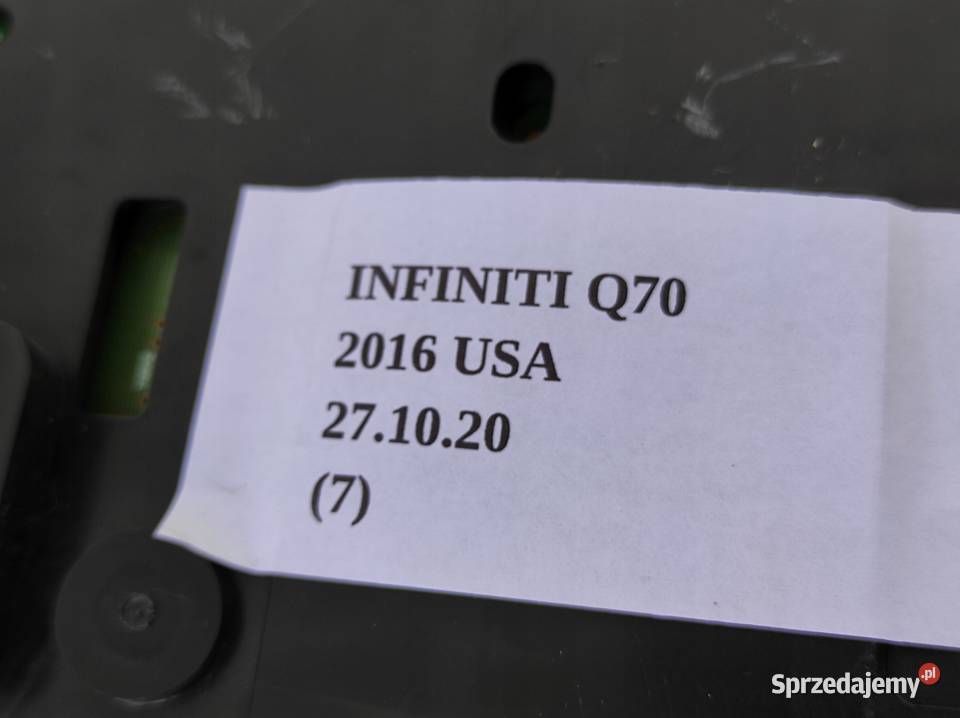 INFINITI Q70
2016 USA
27.10.20
(7)
Sprzedajemy.pl